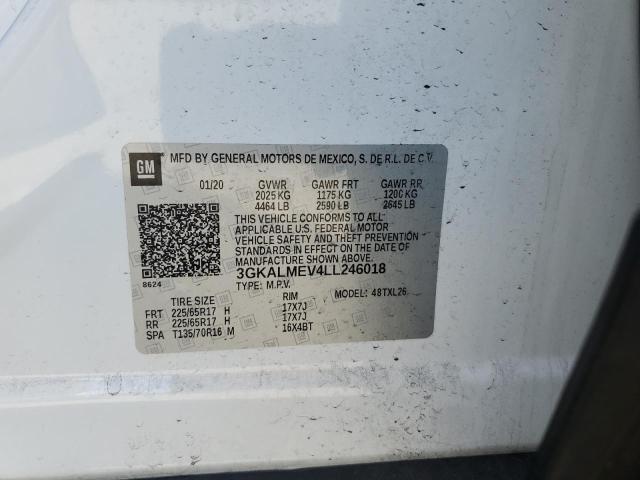 GM MFD BY GENERAL MOTORS DE MEXICO, S. DE R.L. DE C.V.
01/20 GVWR GAWR FRT GAWR RR
2025 KG 1175 KG 1200 KG
4464 LB 2590 LB 2645 LB
THIS VEHICLE CONFORMS TO ALL
APPLICABLE U.S. FEDERAL MOTOR
VEHICLE SAFETY AND THEFT PREVENTION
STANDARDS IN EFFECT ON THE DATE OF
MANUFACTURE SHOWN ABOVE.
8624 3GKALMEV4LL246018
TYPE: M.P.V. MODEL: 48TXL26
TIRE SIZE RIM
FRT 225/65R17 H 17X7J
RR 225/65R17 H 17X7J
SPA T135/70R16 M 16X4BT